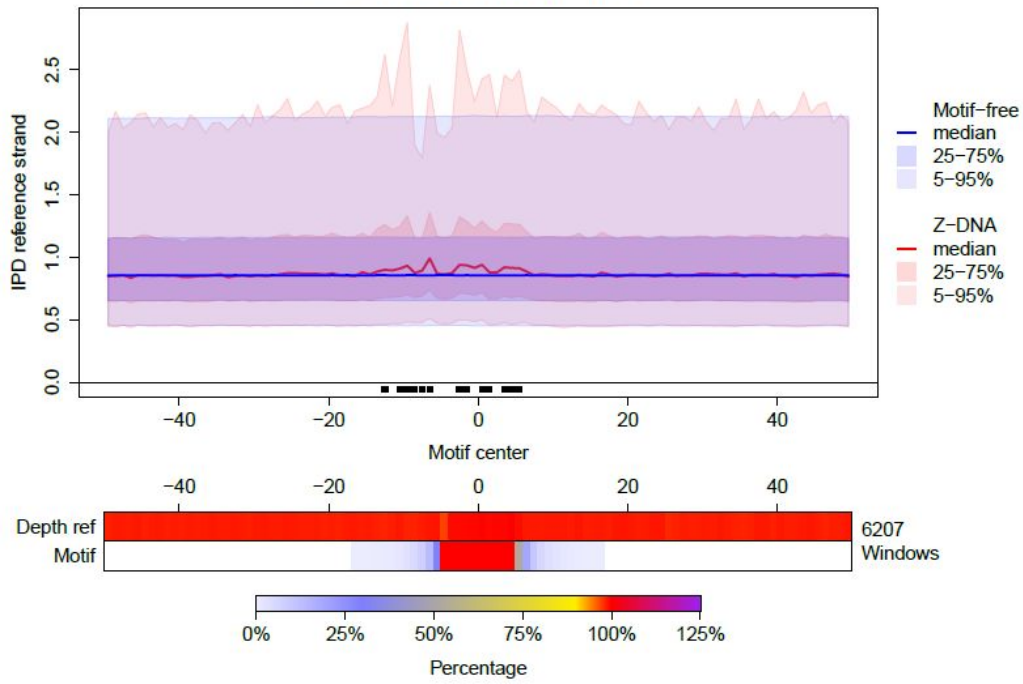 IPD reference strand
0.0 0.5 1.0 1.5 2.0 2.5
−40 −20 0 20 40
Motif center
Motif−free
median
25−75%
5−95%
Z−DNA
median
25−75%
5−95%
−40 −20 0 20 40
Depth ref
Motif
6207
Windows
0% 25% 50% 75% 100% 125%
Percentage